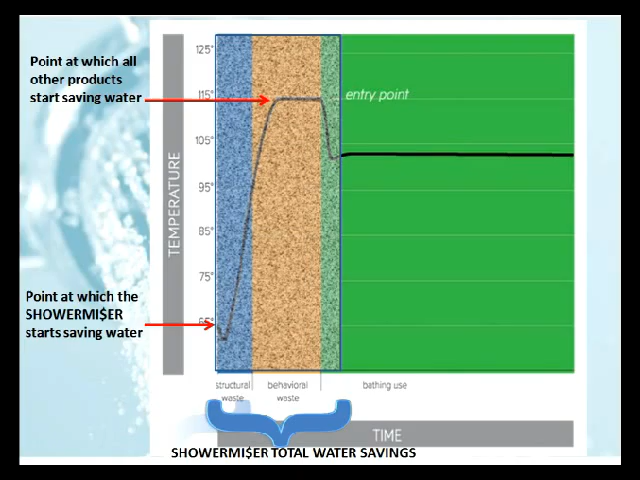 Point at which all
other products
start saving water
125°
115°
entry point
105°
95°
85°
75°
65°
TEMPERATURE
Point at which the
SHOWERMI$ER
starts saving water
structural
waste
behavioral
waste
bathing use
TIME
SHOWERMI$ER TOTAL WATER SAVINGS